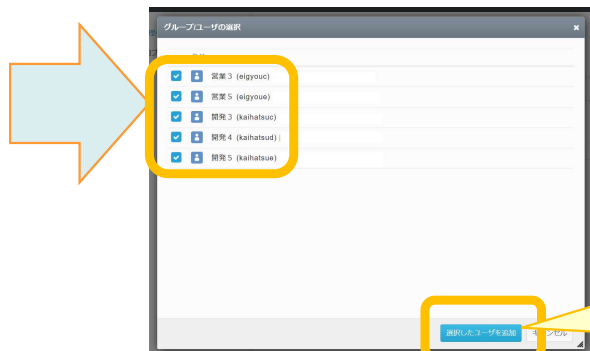 グループ/ユーザの選択
×
営業3 (eigyouc)
営業5 (eigyoue)
開発3 (kaihatsuc)
開発4 (kaihatsud)
開発5 (kaihatsue)
選択したユーザを追加